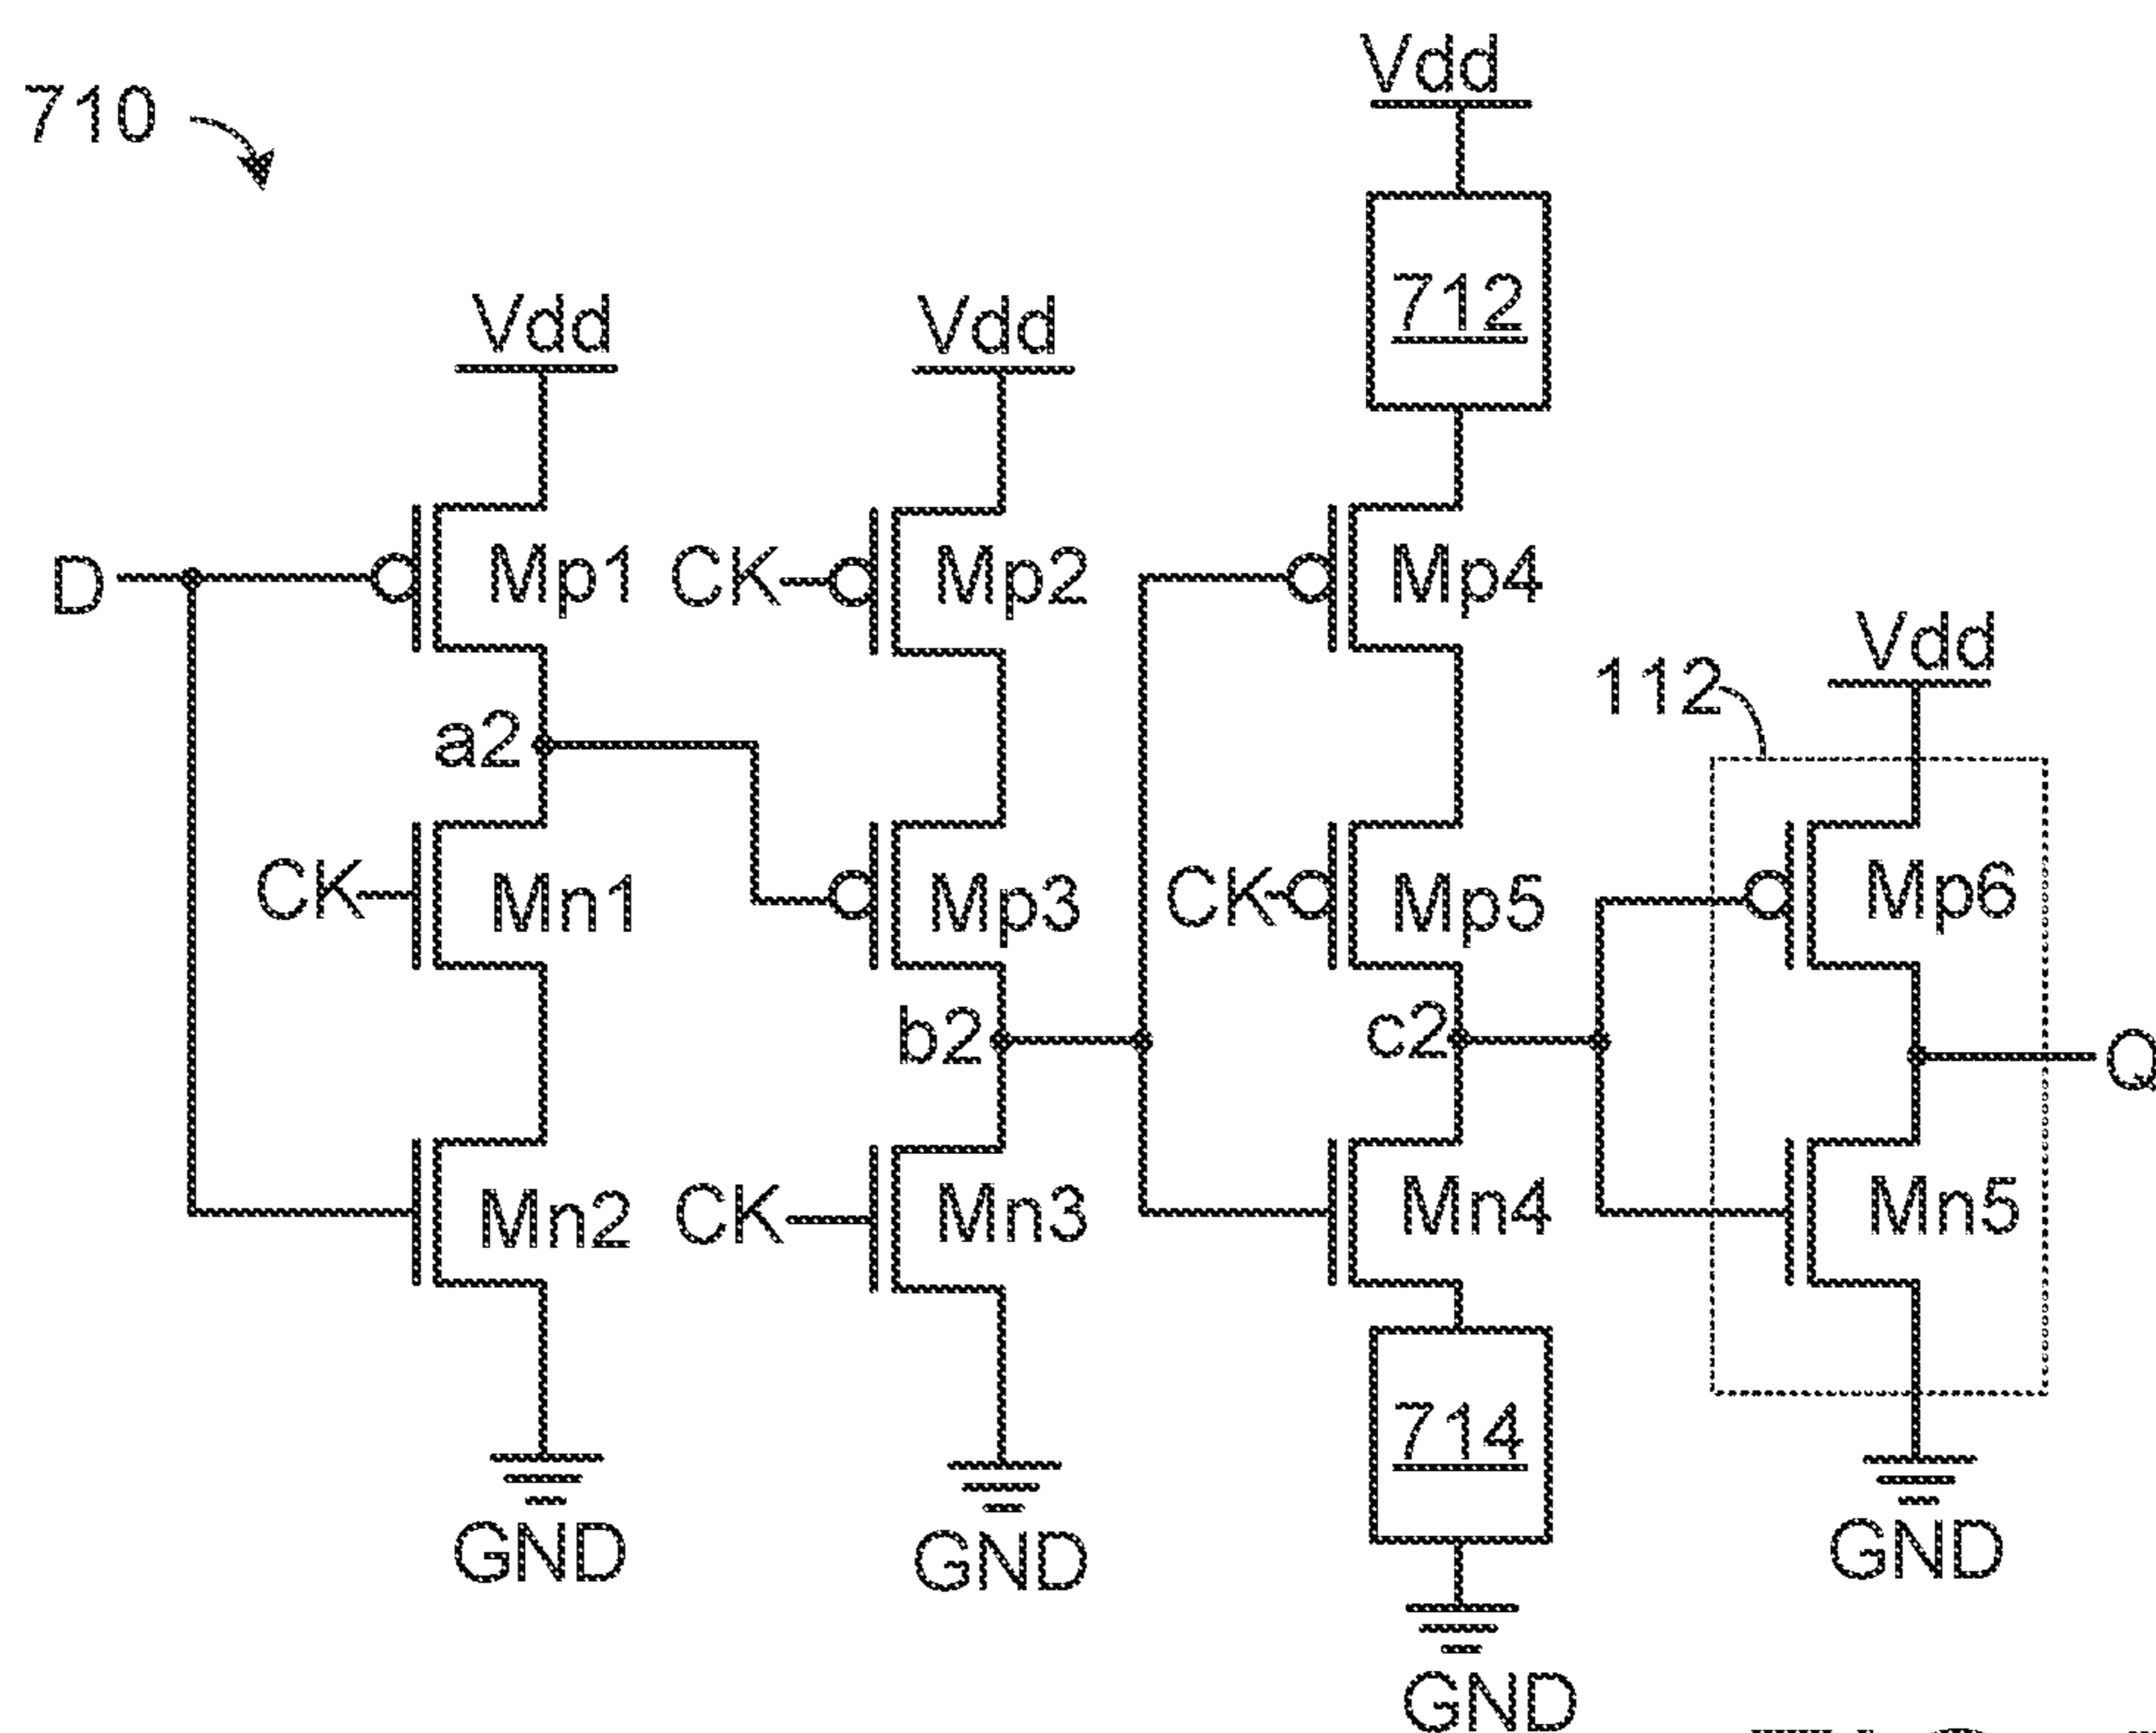 710
Vdd
712
Vdd
Vdd
D
Mp1
CK
Mp2
Mp4
Vdd
112
a2
CK
Mn1
Mp3
CK
Mp5
Mp6
b2
c2
Q
Mn2
CK
Mn3
Mn4
Mn5
714
GND
GND
GND
GND